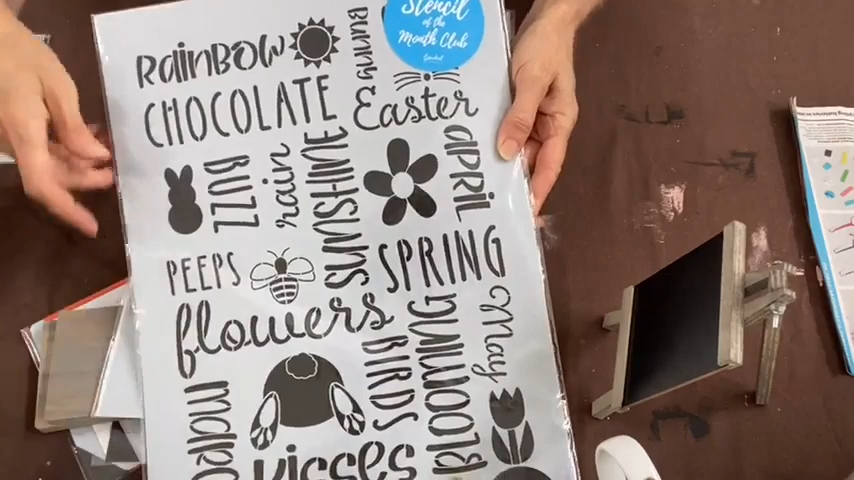 Stencil
of the
Month Club
RainBow
Bunny
CHOCOLATE
Easter
BUZZ
rain
SUNSHINE
april
PEEPS
SPRING
flowers
BIRDS
BLOOMING
May
kisses